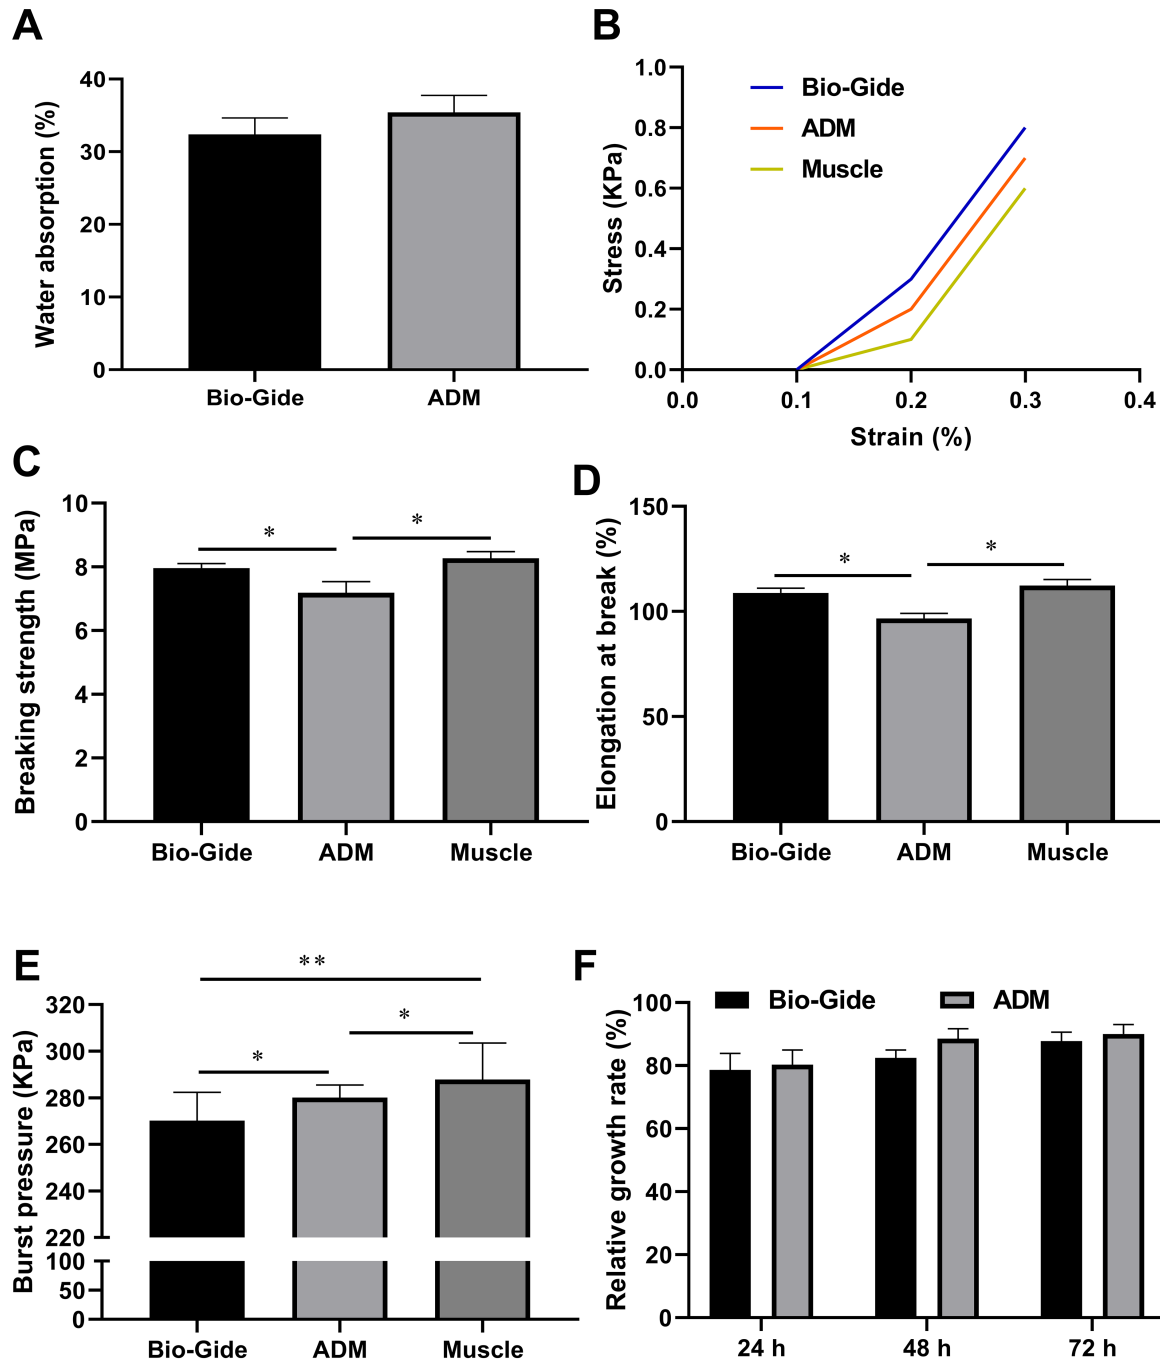 A
Water absorption (%)
40
30
20
10
0
Bio-Gide
ADM
B
Stress (KPa)
1.0
0.8
0.6
0.4
0.2
0.0
Bio-Gide
ADM
Muscle
0.0
0.1
0.2
0.3
0.4
Strain (%)
C
Breaking strength (MPa)
10
8
6
4
2
0
*
*
Bio-Gide
ADM
Muscle
D
Elongation at break (%)
150
100
50
0
*
*
Bio-Gide
ADM
Muscle
E
Burst pressure (KPa)
320
300
280
260
240
220
100
50
0
**
*
*
Bio-Gide
ADM
Muscle
F
Relative growth rate (%)
100
80
60
40
20
0
Bio-Gide
ADM
24 h
48 h
72 h